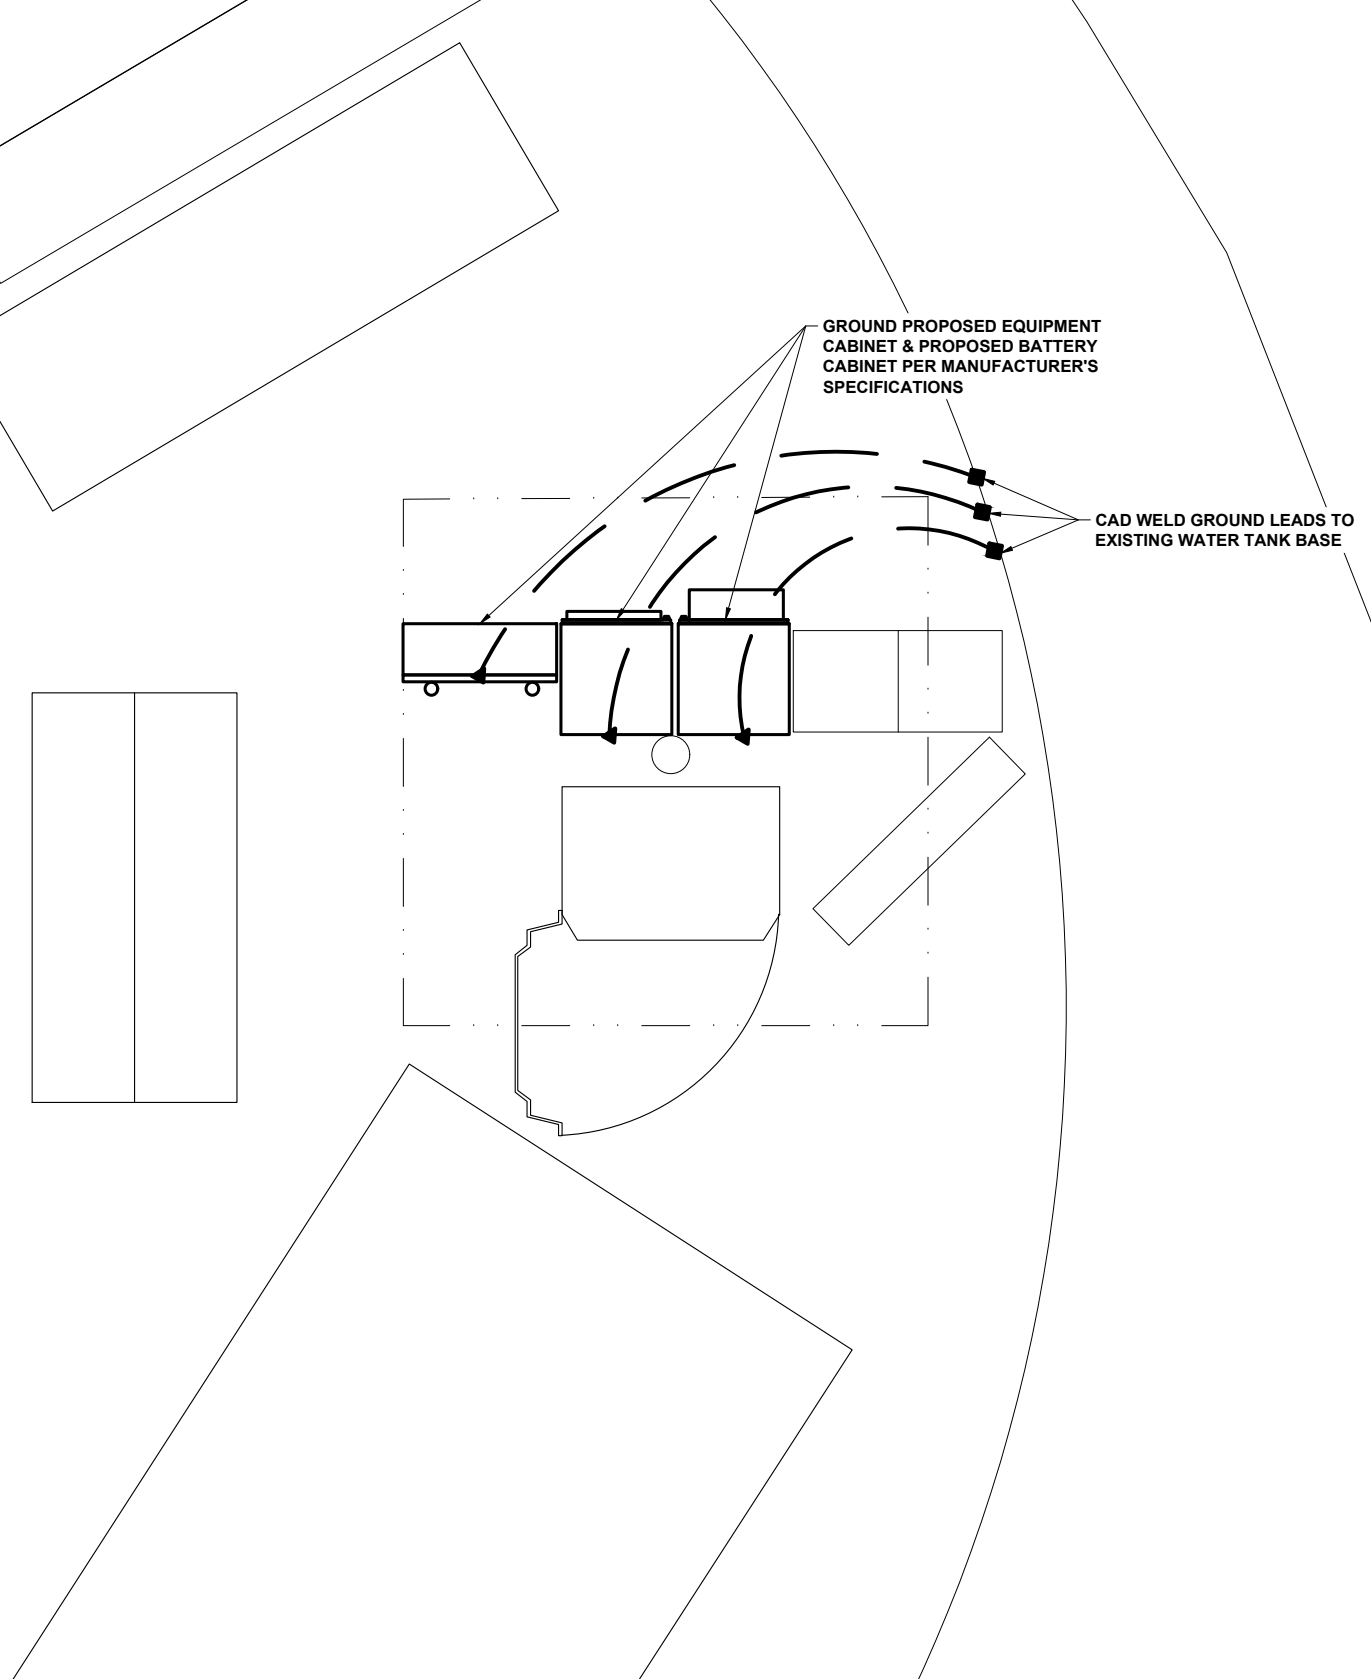 GROUND PROPOSED EQUIPMENT
CABINET & PROPOSED BATTERY
CABINET PER MANUFACTURER'S
SPECIFICATIONS
CAD WELD GROUND LEADS TO
EXISTING WATER TANK BASE